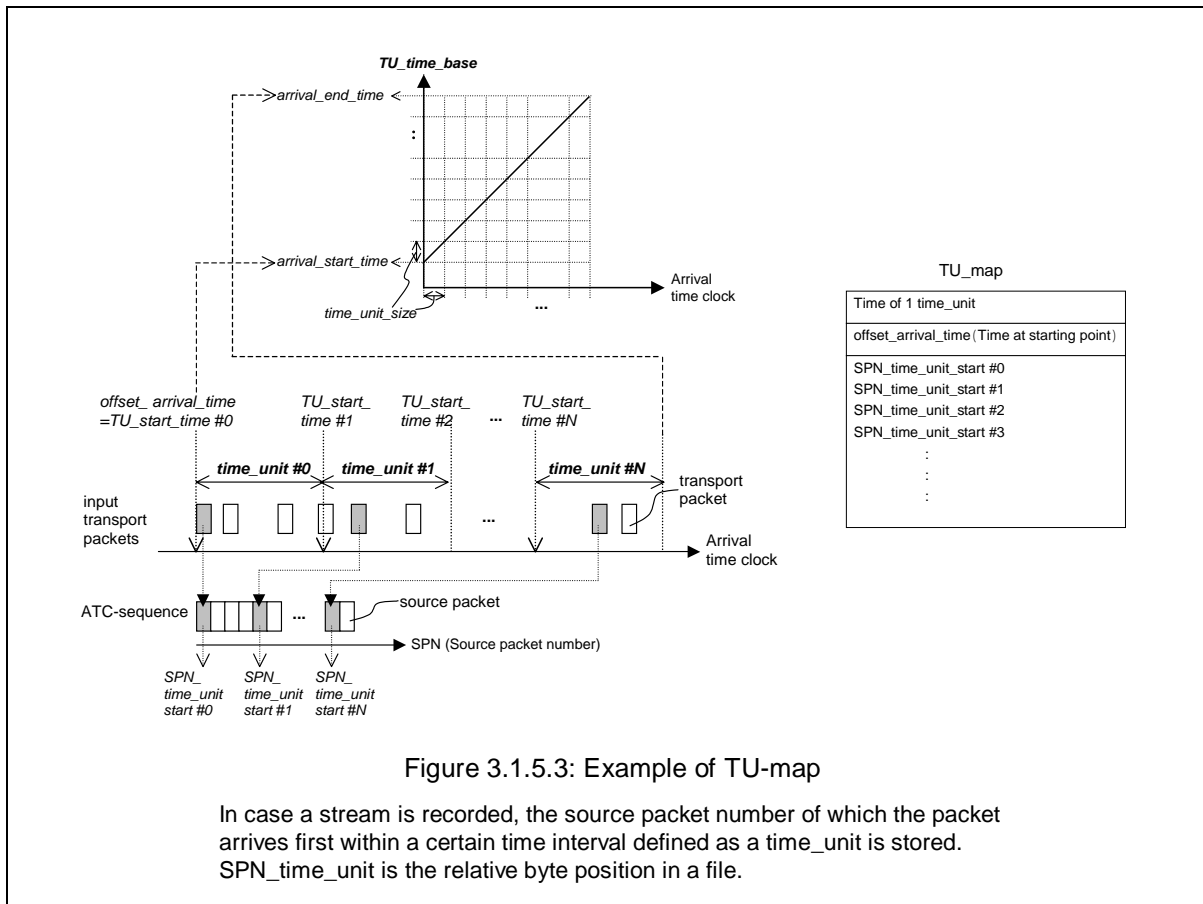 TU_time_base
arrival_end_time
:
arrival_start_time
Arrival
time clock
time_unit_size
...
TU_map
Time of 1 time_unit
offset_arrival_time(Time at starting point)
SPN_time_unit_start #0
SPN_time_unit_start #1
SPN_time_unit_start #2
SPN_time_unit_start #3
:
:
:
offset_ arrival_time
=TU_start_time #0
TU_start_
time #1
TU_start_
time #2
...
TU_start_
time #N
time_unit #0
time_unit #1
time_unit #N
transport
packet
input
transport
packets
...
Arrival
time clock
ATC-sequence
...
source packet
SPN (Source packet number)
SPN_
time_unit
start #0
SPN_
time_unit
start #1
SPN_
time_unit
start #N
Figure 3.1.5.3: Example of TU-map
In case a stream is recorded, the source packet number of which the packet
arrives first within a certain time interval defined as a time_unit is stored.
SPN_time_unit is the relative byte position in a file.